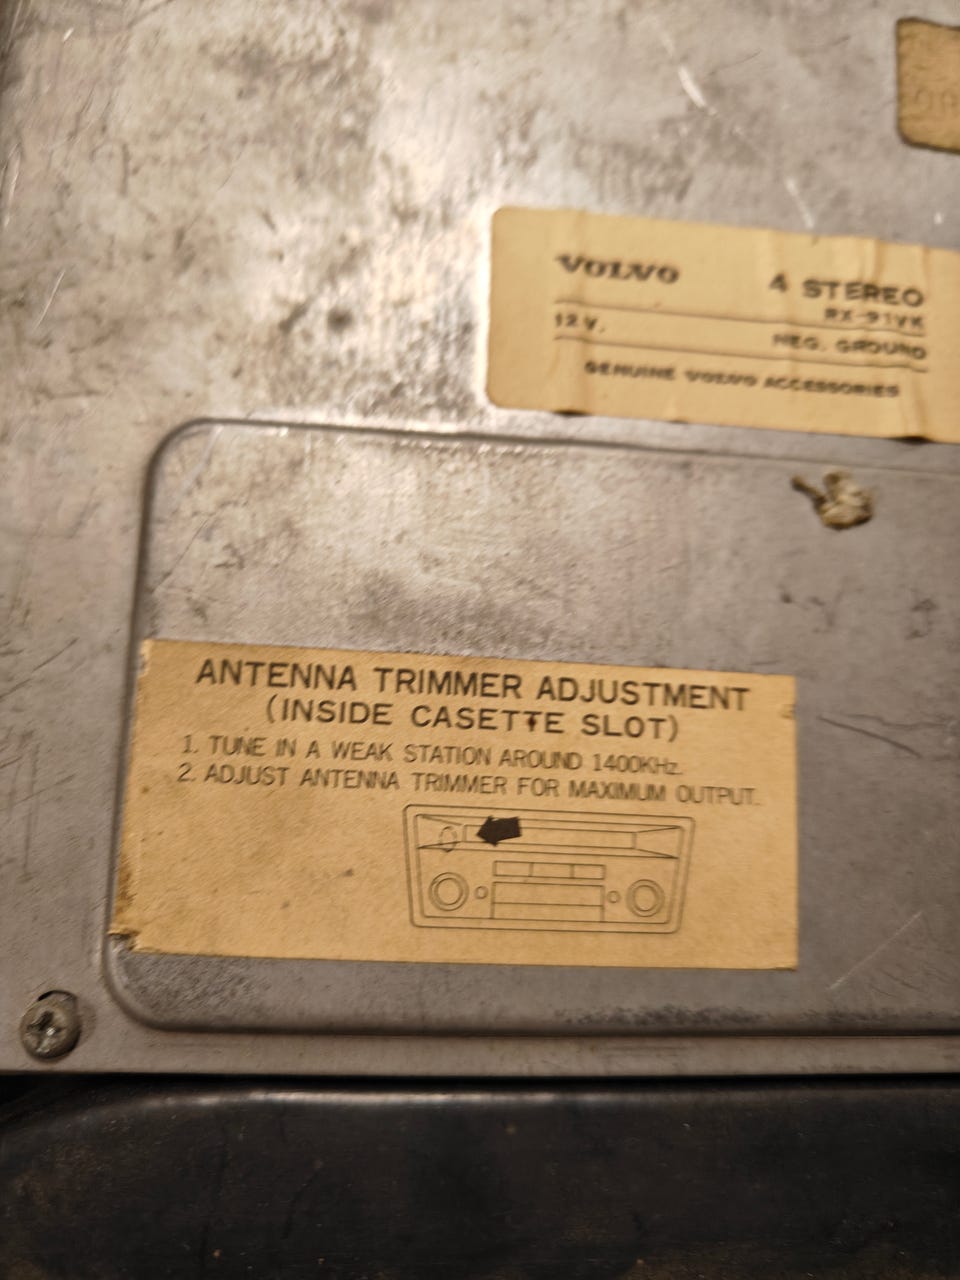 VOLVO
A STEREO
RX-91VK
12 V.
NEG. GROUND
GENUINE VOLVO ACCESSORIES
ANTENNA TRIMMER ADJUSTMENT
(INSIDE CASETTE SLOT)
1. TUNE IN A WEAK STATION AROUND 1400KHz.
2. ADJUST ANTENNA TRIMMER FOR MAXIMUM OUTPUT.